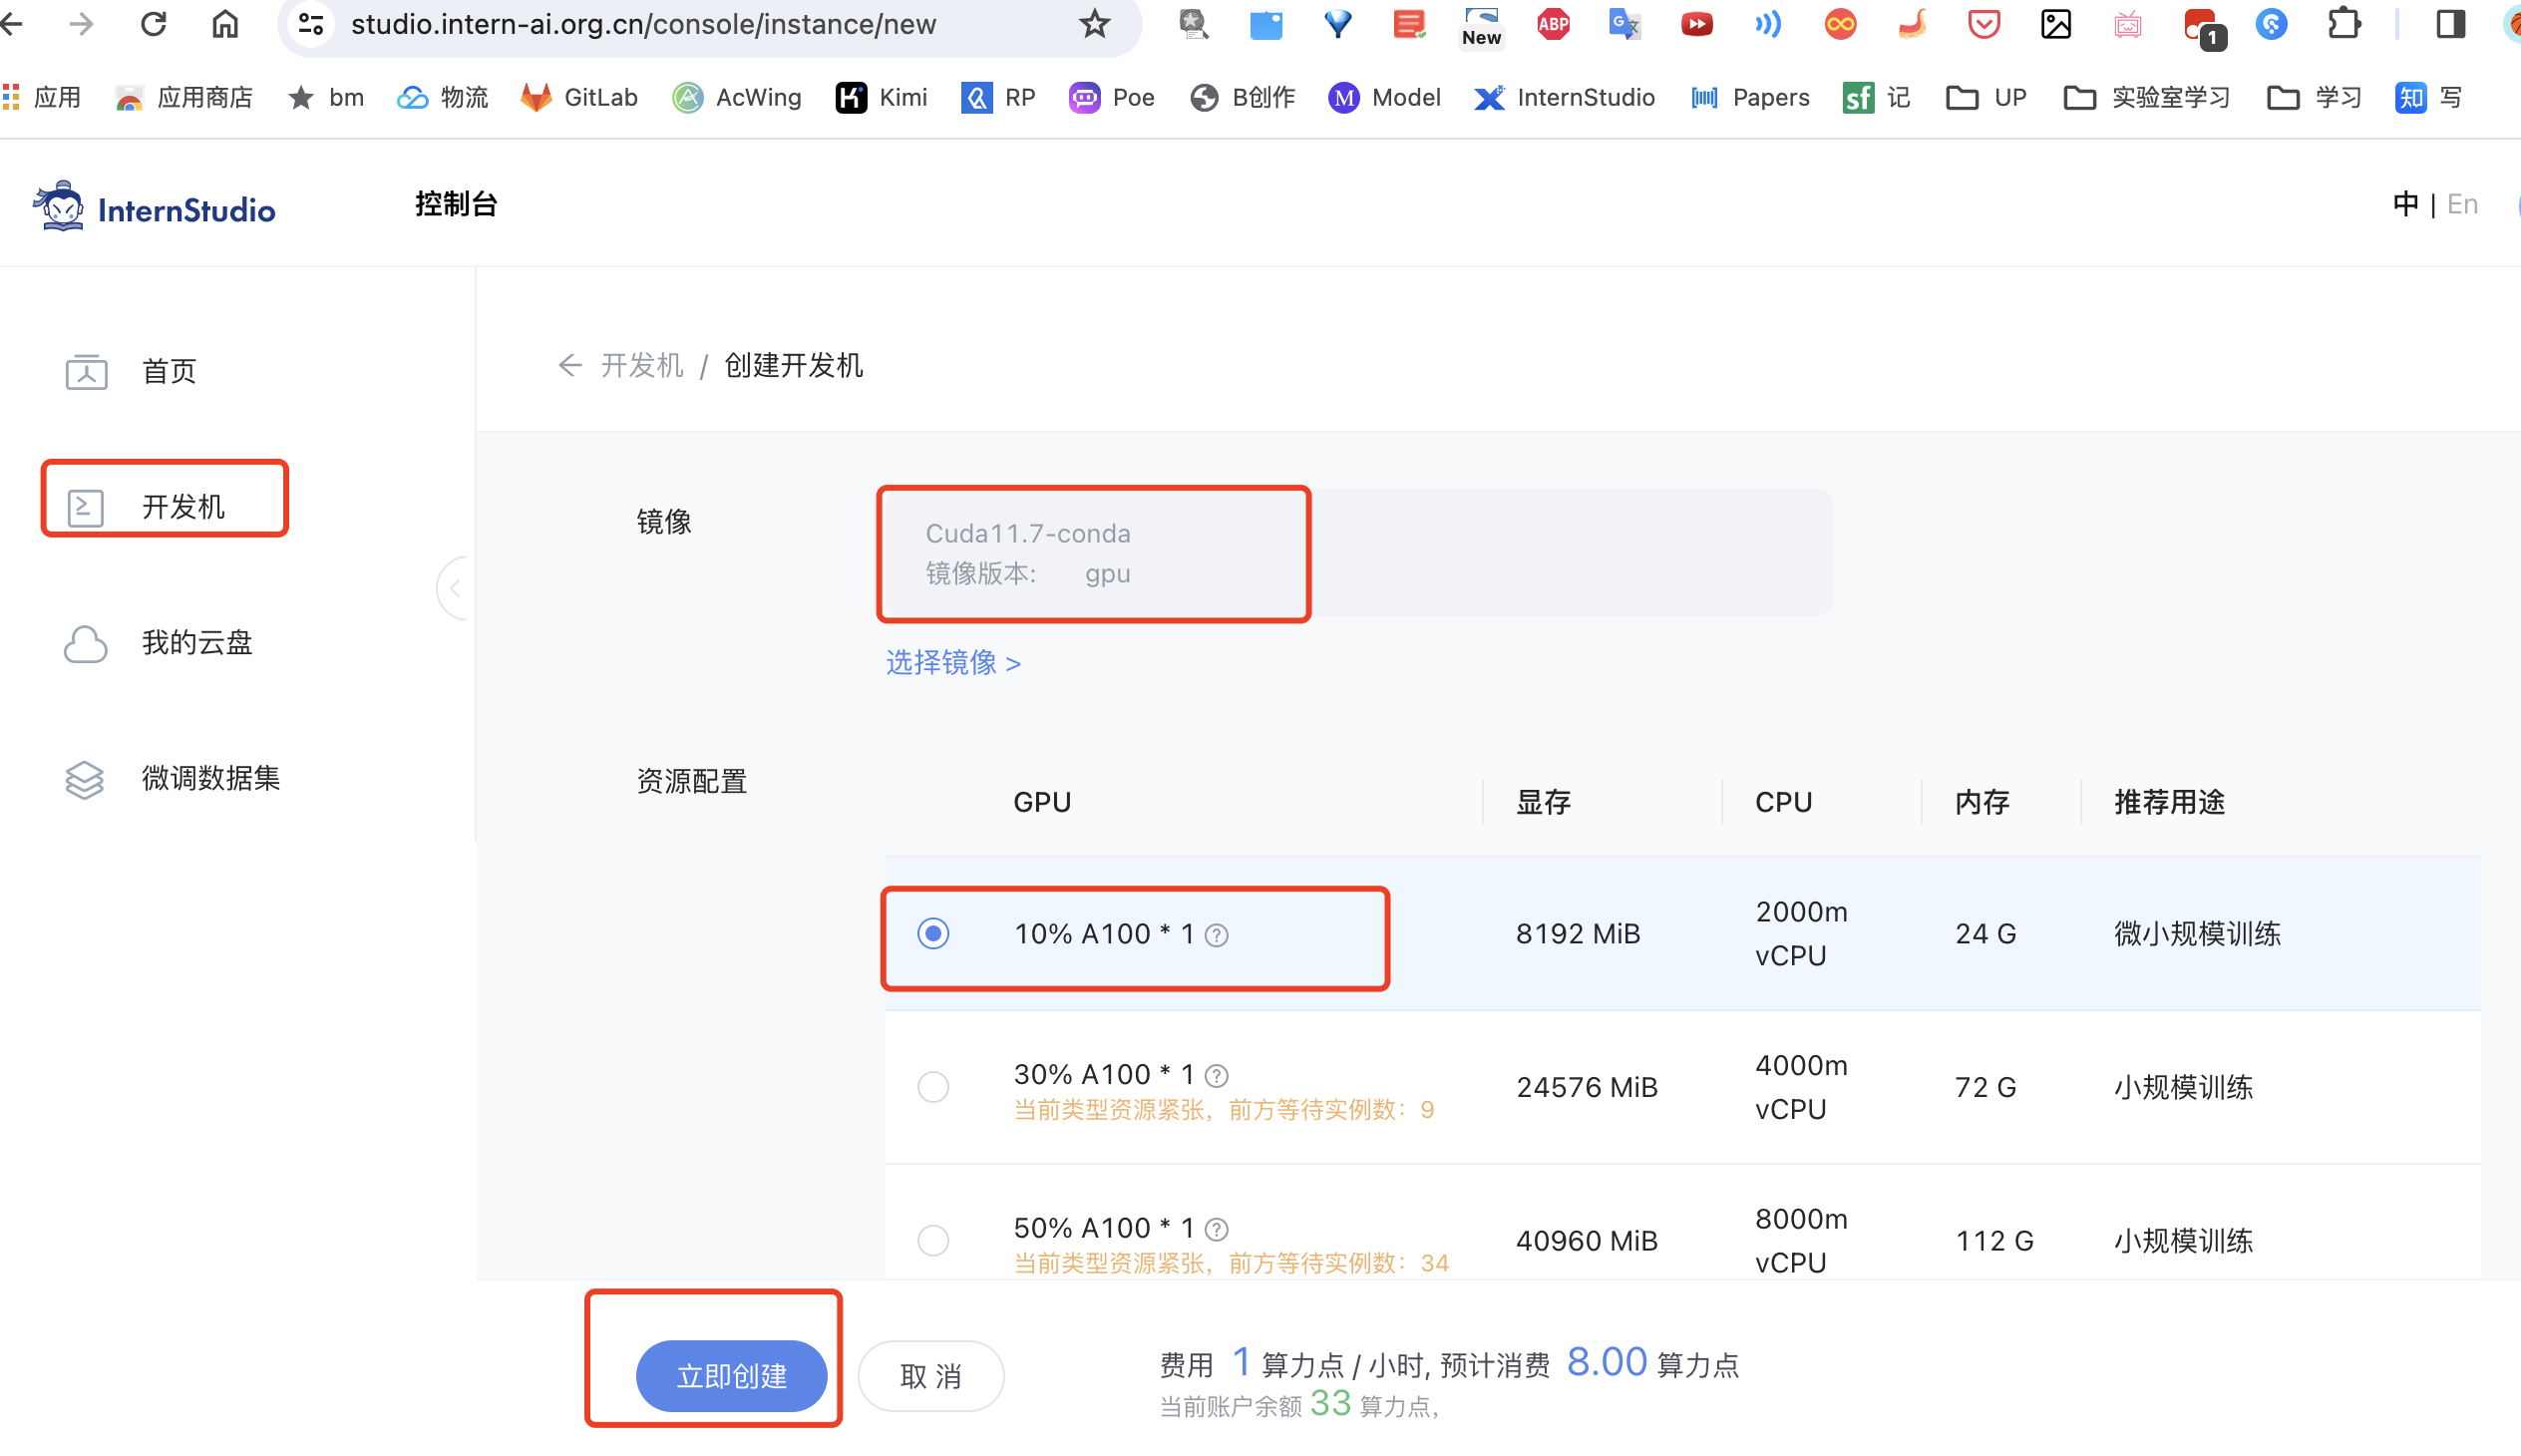 studio.intern-ai.org.cn/console/instance/new
New
ABP
1
应用
应用商店
bm
物流
GitLab
AcWing
Kimi
RP
Poe
B创作
M
Model
InternStudio
Papers
sf
记
UP
实验室学习
学习
知
写
InternStudio
控制台
中 | En
首页
开发机
我的云盘
微调数据集
开发机 / 创建开发机
镜像
Cuda11.7-conda
镜像版本: gpu
选择镜像 >
资源配置
GPU 显存 CPU 内存 推荐用途
10% A100 * 1 ? 8192 MiB 2000m vCPU 24 G 微小规模训练
30% A100 * 1 ? 24576 MiB 4000m vCPU 72 G 小规模训练
当前类型资源紧张，前方等待实例数：9
50% A100 * 1 ? 40960 MiB 8000m vCPU 112 G 小规模训练
当前类型资源紧张，前方等待实例数：34
立即创建
取 消
费用 1 算力点 / 小时, 预计消费 8.00 算力点
当前账户余额 33 算力点,